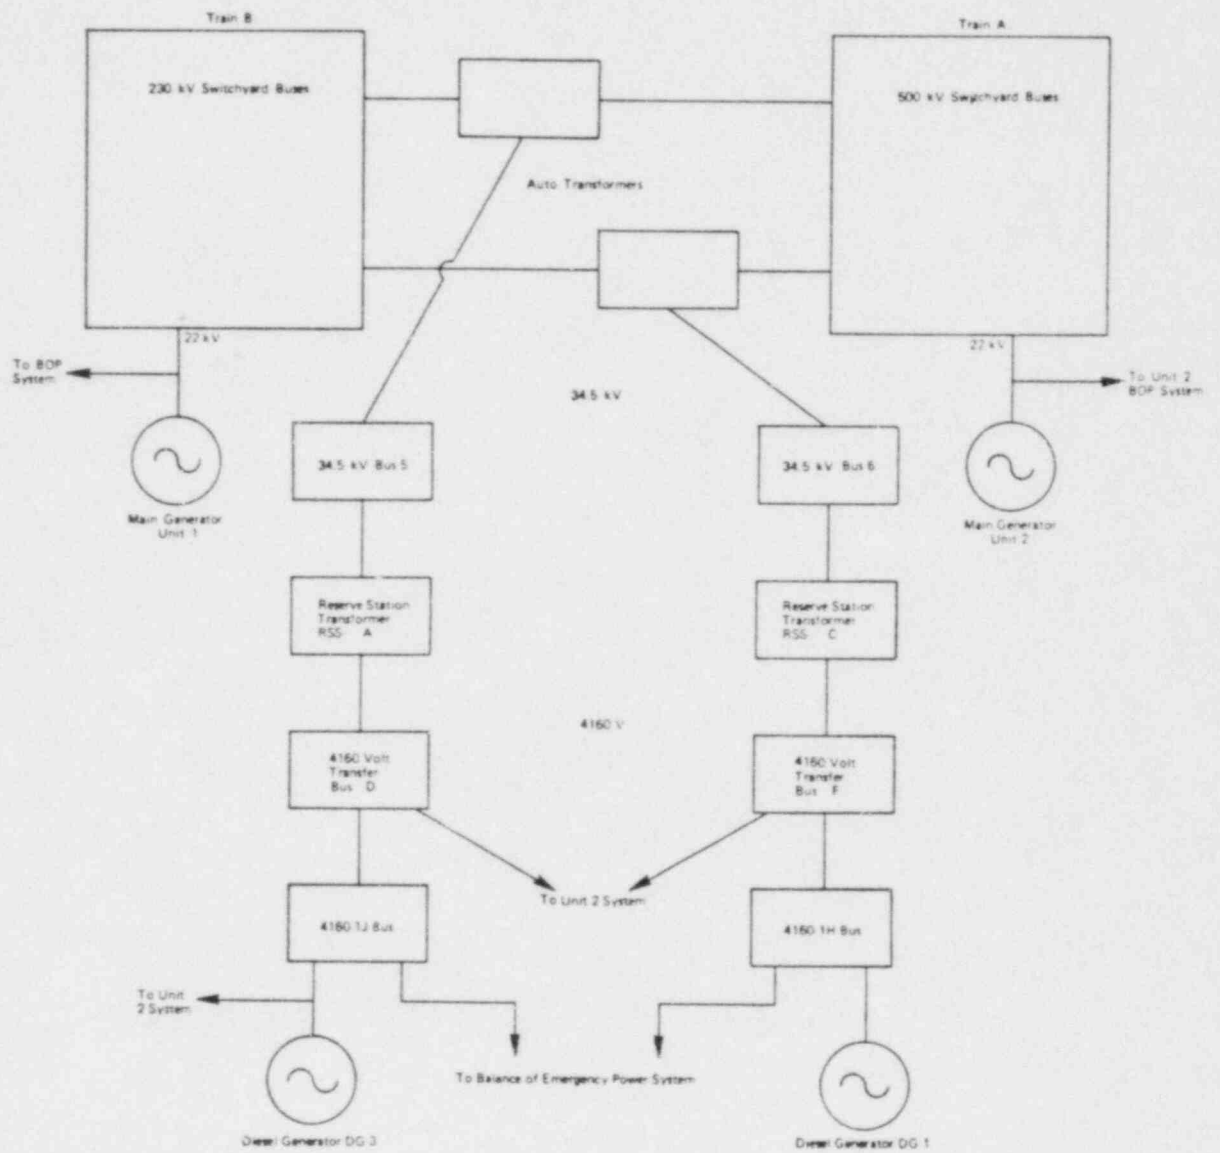 Train B
Train A
230 kV Switchyard Buses
500 kV Switchyard Buses
Auto Transformers
22 kV
22 kV
To BOP
System
To Unit 2
BOP System
34.5 kV
34.5 kV Bus 5
34.5 kV Bus 6
Main Generator
Unit 1
Main Generator
Unit 2
Reserve Station
Transformer
RSS A
Reserve Station
Transformer
RSS C
4160 V
4160 Volt
Transfer
Bus D
4160 Volt
Transfer
Bus F
To Unit 2 System
4160 1J Bus
4160 1H Bus
To Unit
2 System
To Balance of Emergency Power System
Diesel Generator DG 3
Diesel Generator DG 1